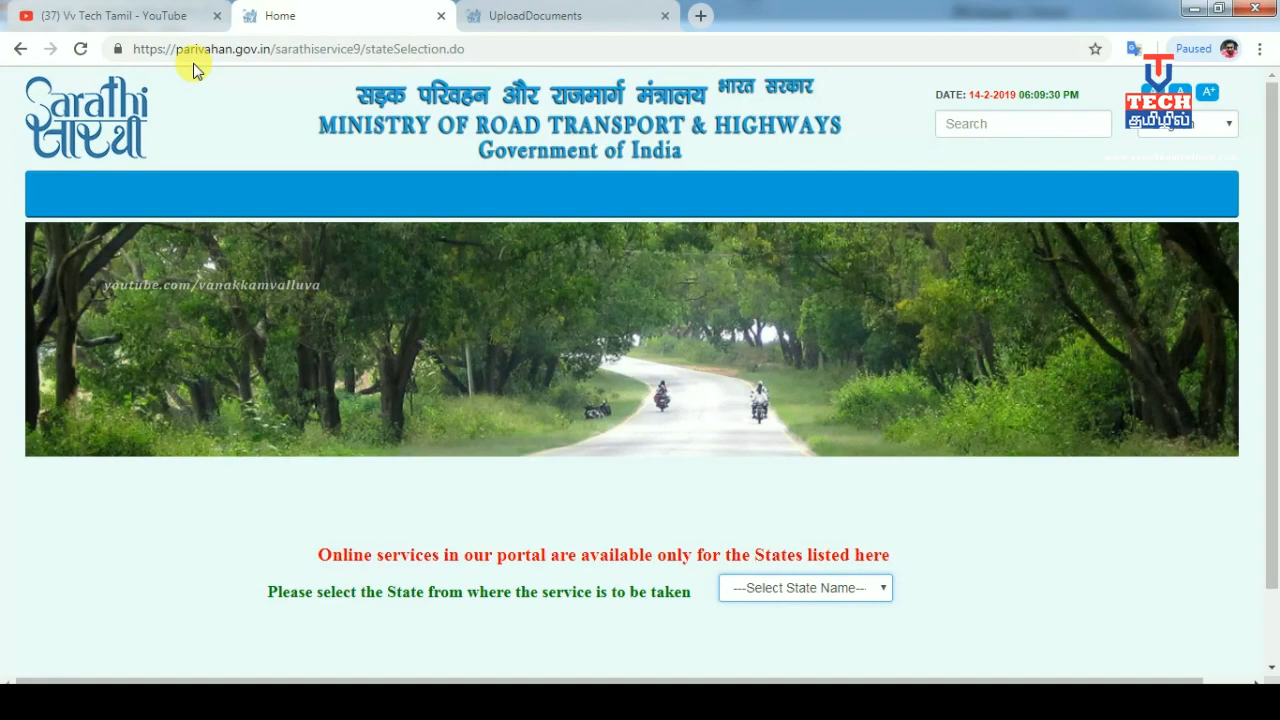 (37) Vv Tech Tamil - YouTube
Home
UploadDocuments
https://parivahan.gov.in/sarathiservice9/stateSelection.do
Paused
Sarathi
सारथी
सड़क परिवहन और राजमार्ग मंत्रालय भारत सरकार
MINISTRY OF ROAD TRANSPORT & HIGHWAYS
Government of India
DATE: 14-2-2019 06:09:30 PM
A A⁺
Search
TECH
தமிழில்
youtube.com/vanakkamvalluva
Online services in our portal are available only for the States listed here
Please select the State from where the service is to be taken
---Select State Name---